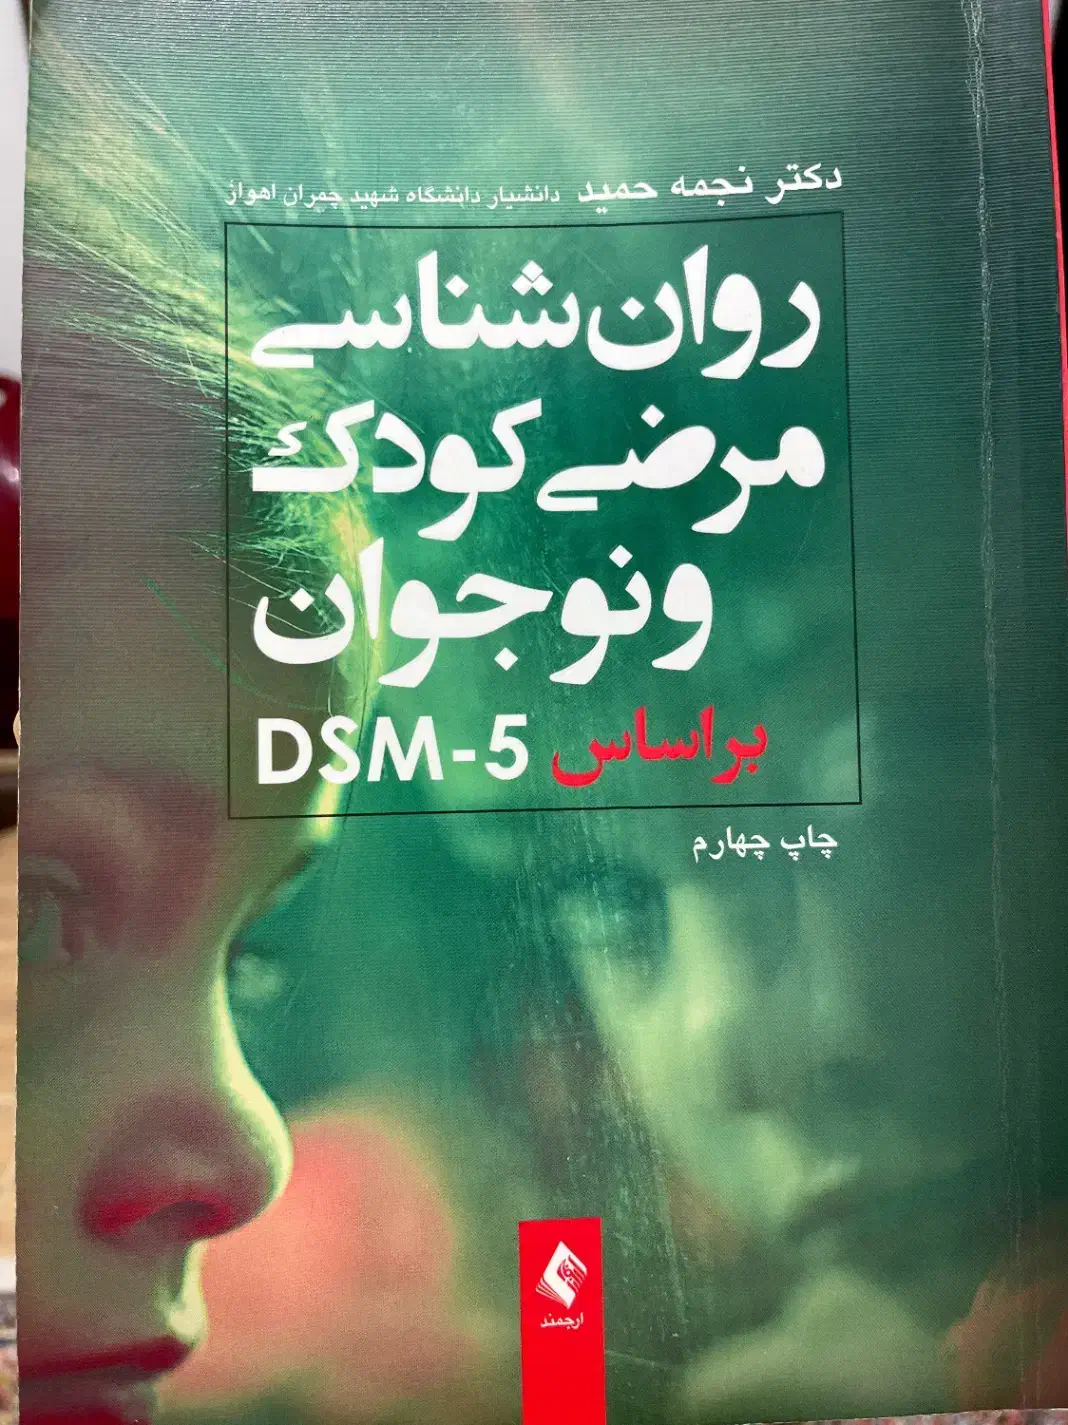 دکتر نجمه حمید دانشیار دانشگاه شهید چمران اهواز
روان‌شناسی
مرضی کودک
و نوجوان
براساس DSM-5
چاپ چهارم
ارجمند